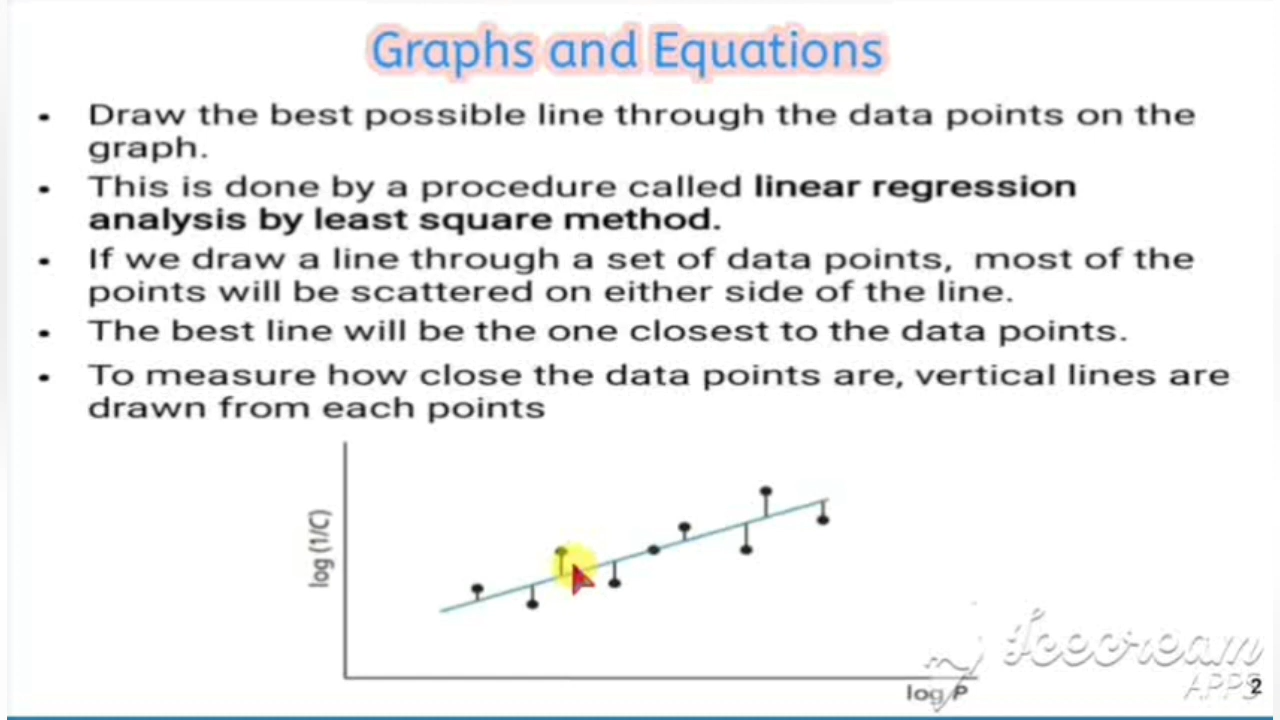 Graphs and Equations
• Draw the best possible line through the data points on the
graph.
• This is done by a procedure called linear regression
analysis by least square method.
• If we draw a line through a set of data points, most of the
points will be scattered on either side of the line.
• The best line will be the one closest to the data points.
• To measure how close the data points are, vertical lines are
drawn from each points
log (1/C)
log P
Icecream
APPS
2